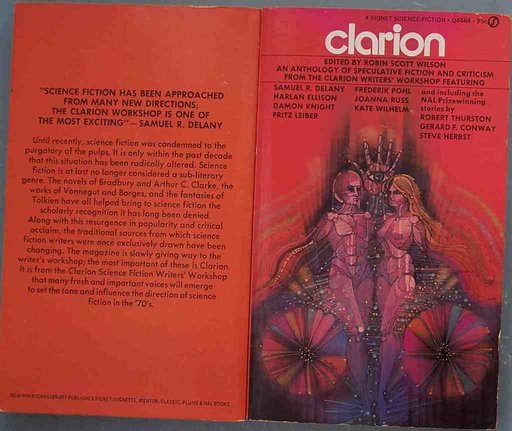 "SCIENCE FICTION HAS BEEN APPROACHED
FROM MANY NEW DIRECTIONS;
THE CLARION WORKSHOP IS ONE OF
THE MOST EXCITING"—SAMUEL R. DELANY
Until recently, science fiction was condemned to the
purgatory of the pulps. It is only within the past decade
that this situation has been radically altered. Science
fiction is at last no longer considered a sub-literary
genre. The novels of Bradbury and Arthur C. Clarke, the
works of Vonnegut and Borges, and the fantasies of
Tolkien have all helped bring to science fiction the
scholarly recognition it has long been denied.
Along with this resurgence in popularity and critical
acclaim, the traditional sources from which science
fiction writers were once exclusively drawn have been
changing. The magazine is slowly giving way to the
writer's workshop; the most important of these is Clarion.
It is from the Clarion Science Fiction Writers' Workshop
that many fresh and important voices will emerge
to set the tone and influence the direction of science
fiction in the '70's.
NEW AMERICAN LIBRARY PUBLISHES SIGNET, SIGNETTE, MENTOR, CLASSIC, PLUME & NAL BOOKS
A SIGNET SCIENCE-FICTION • Q4664 • 95c
clarion
EDITED BY ROBIN SCOTT WILSON
AN ANTHOLOGY OF SPECULATIVE FICTION AND CRITICISM
FROM THE CLARION WRITERS' WORKSHOP FEATURING
SAMUEL R. DELANY
HARLAN ELLISON
DAMON KNIGHT
FRITZ LEIBER
FREDERIK POHL
JOANNA RUSS
KATE WILHELM
and including the
NAL Prizewinning
stories by
ROBERT THURSTON
GERARD F. CONWAY
STEVE HERBST